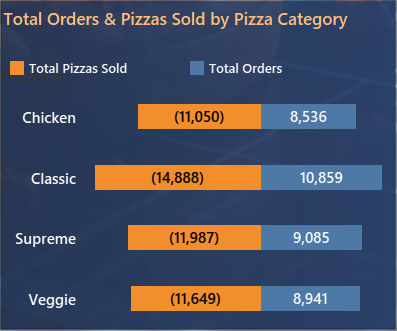 Total Orders & Pizzas Sold by Pizza Category
Total Pizzas Sold Total Orders
Chicken (11,050) 8,536
Classic (14,888) 10,859
Supreme (11,987) 9,085
Veggie (11,649) 8,941